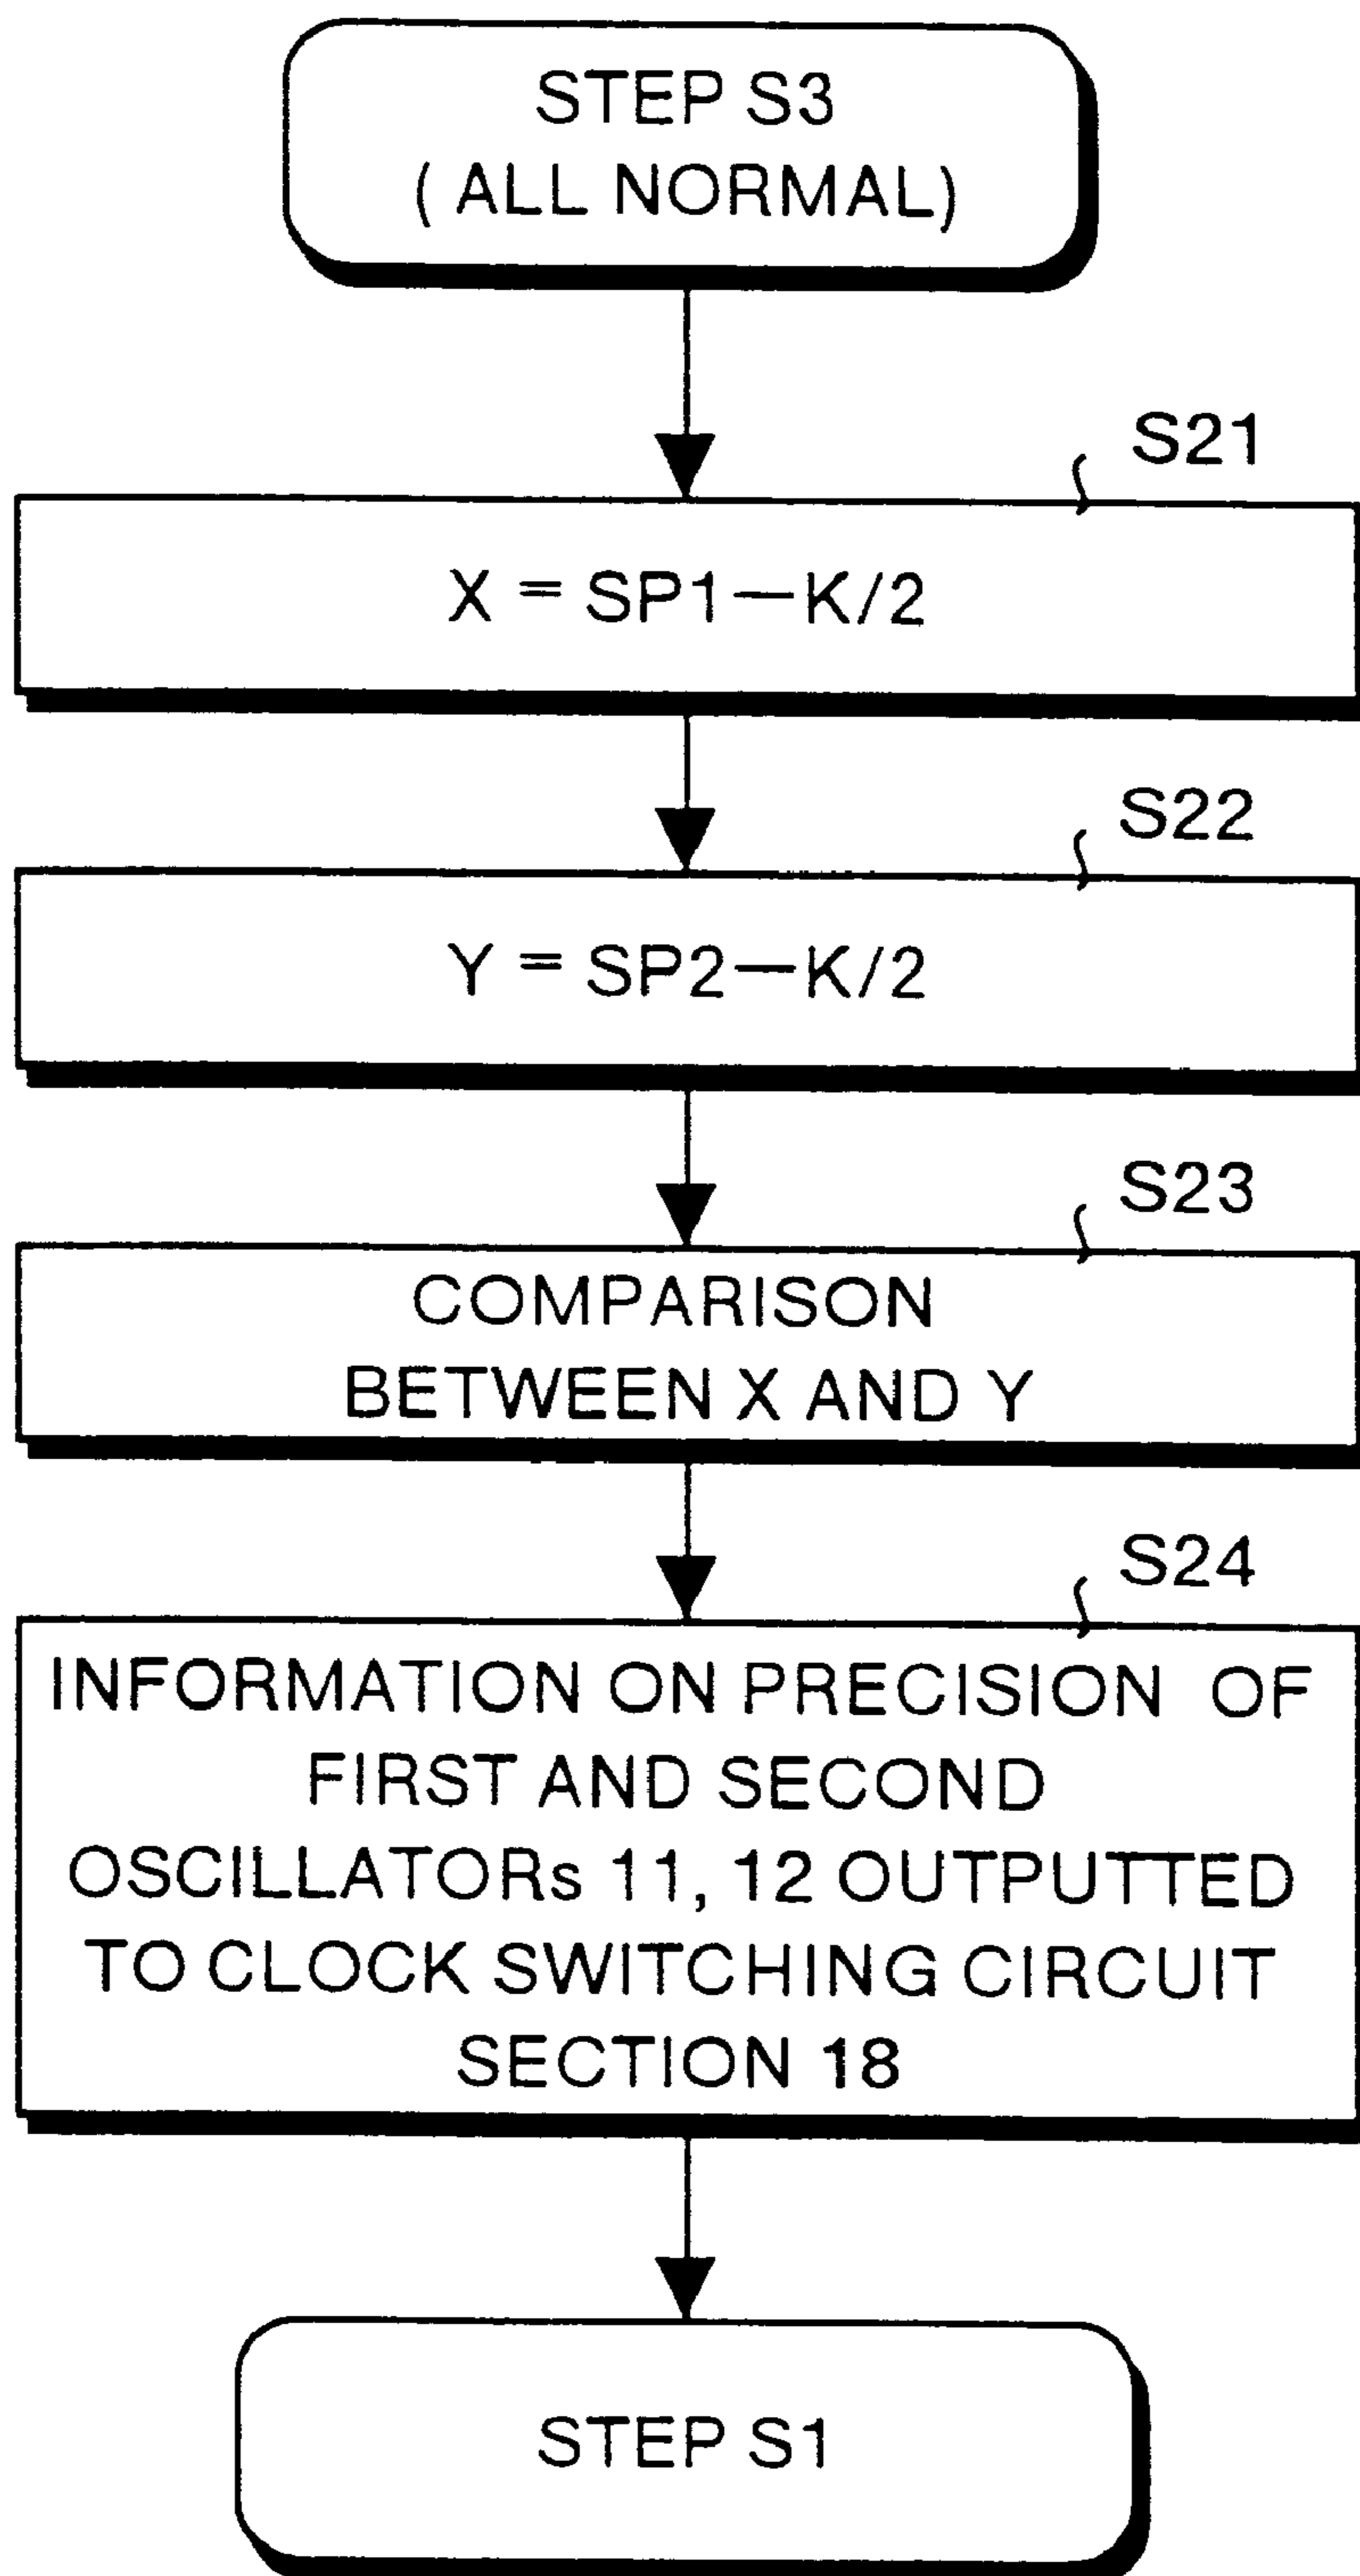 STEP S3
( ALL NORMAL)
S21
X = SP1—K/2
S22
Y = SP2—K/2
S23
COMPARISON
BETWEEN X AND Y
S24
INFORMATION ON PRECISION OF
FIRST AND SECOND
OSCILLATORs 11, 12 OUTPUTTED
TO CLOCK SWITCHING CIRCUIT
SECTION 18
STEP S1